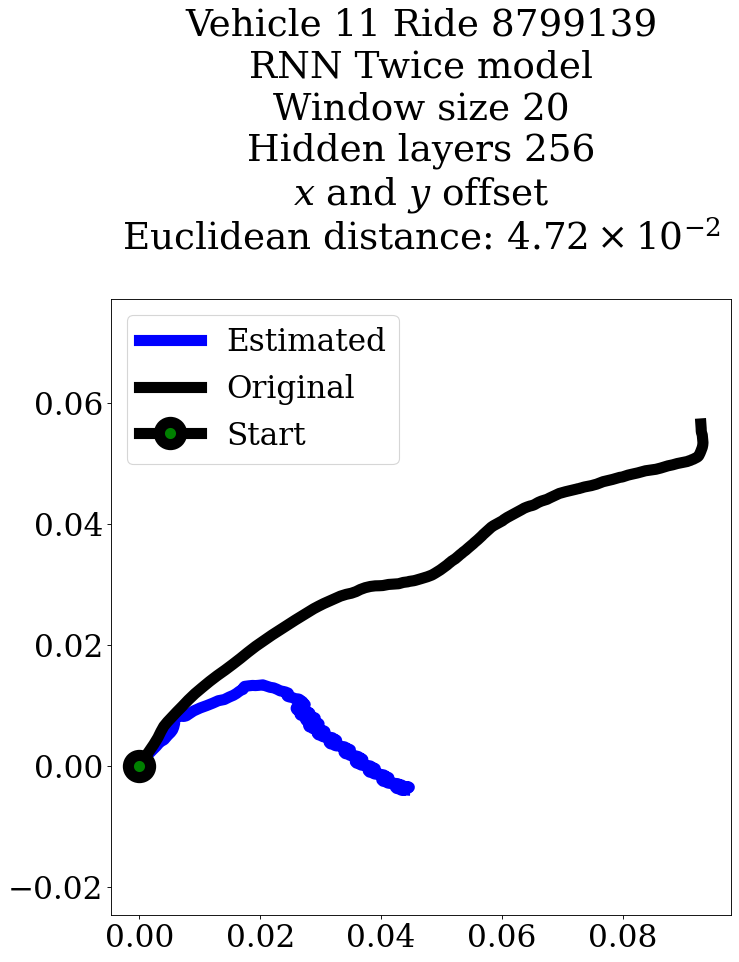 Vehicle 11 Ride 8799139
RNN Twice model
Window size 20
Hidden layers 256
x and y offset
Euclidean distance: 4.72 × 10⁻²
Estimated
Original
Start
0.06
0.04
0.02
0.00
−0.02
0.00 0.02 0.04 0.06 0.08